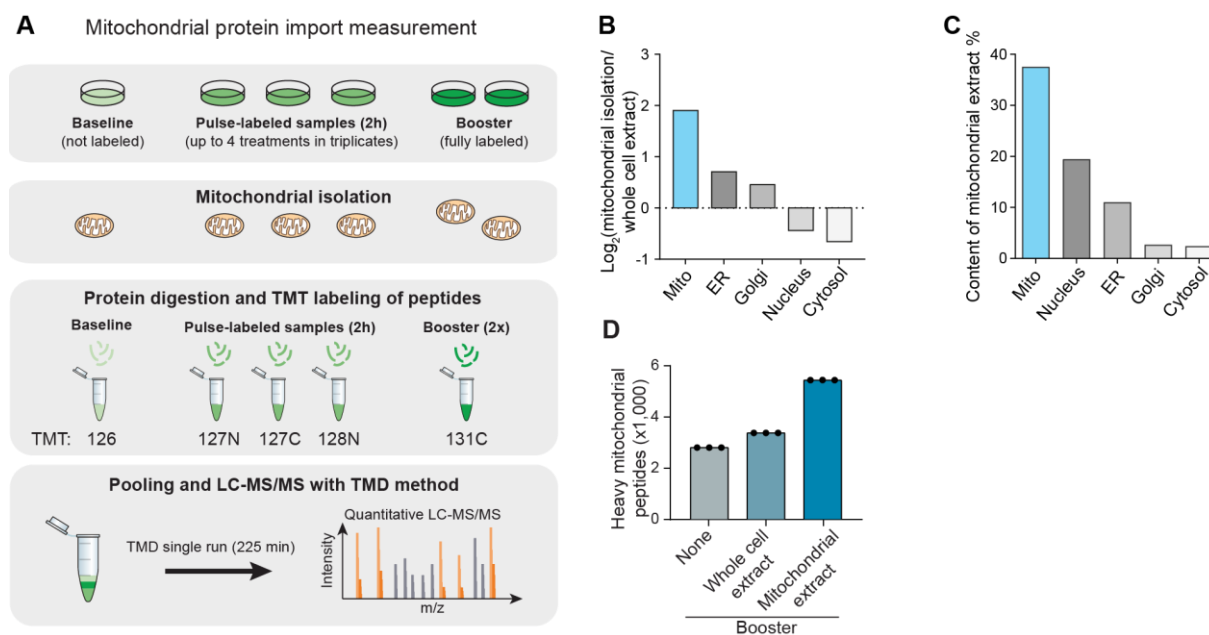 A
Mitochondrial protein import measurement
Baseline
(not labeled)
Pulse-labeled samples (2h)
(up to 4 treatments in triplicates)
Booster
(fully labeled)
Mitochondrial isolation
Protein digestion and TMT labeling of peptides
Baseline
Pulse-labeled samples (2h)
Booster (2x)
TMT: 126 127N 127C 128N 131C
Pooling and LC-MS/MS with TMD method
TMD single run (225 min)
Quantitative LC-MS/MS
Intensity
m/z
B
Log₂(mitochondrial isolation/
whole cell extract)
3
2
1
0
-1
Mito
ER
Golgi
Nucleus
Cytosol
C
Content of mitochondrial extract %
40
30
20
10
0
Mito
Nucleus
ER
Golgi
Cytosol
D
Heavy mitochondrial
peptides (x1,000)
6
4
2
0
None
Whole cell
extract
Mitochondrial
extract
Booster